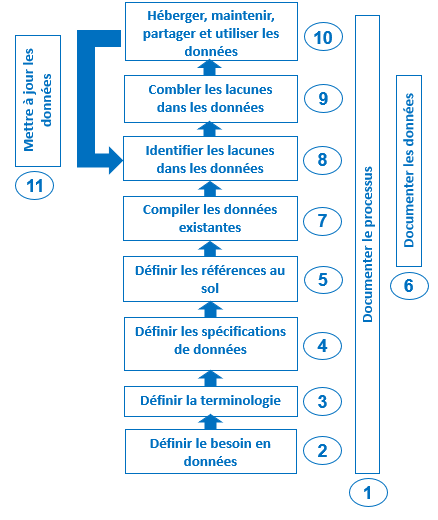 Héberger, maintenir,
partager et utiliser les
données
10
Combler les lacunes
dans les données
9
Identifier les lacunes
dans les données
8
Compiler les données
existantes
7
Définir les références au
sol
5
Définir les spécifications
de données
4
Définir la terminologie
3
Définir le besoin en
données
2
Mettre à jour les
données
11
Documenter le processus
1
Documenter les données
6